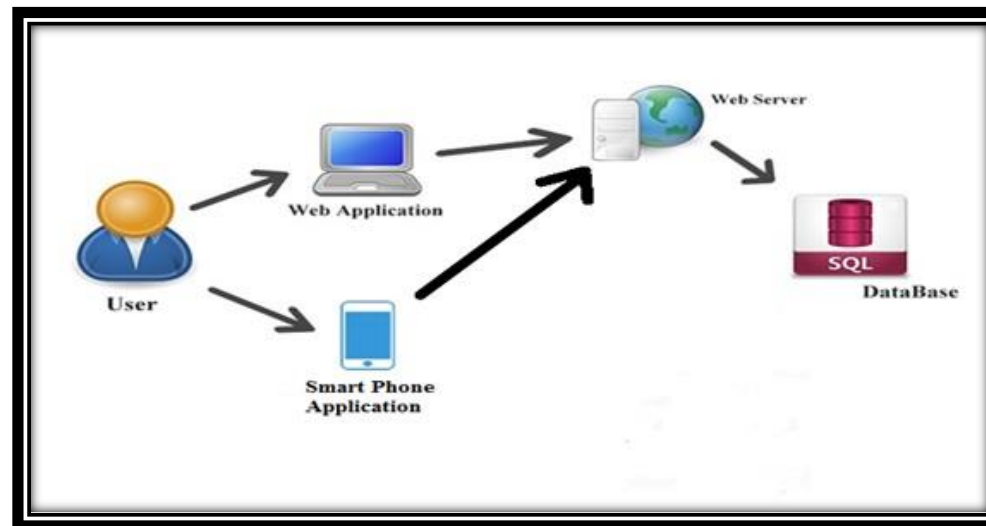 Web Server
Web Application
SQL
DataBase
User
Smart Phone
Application